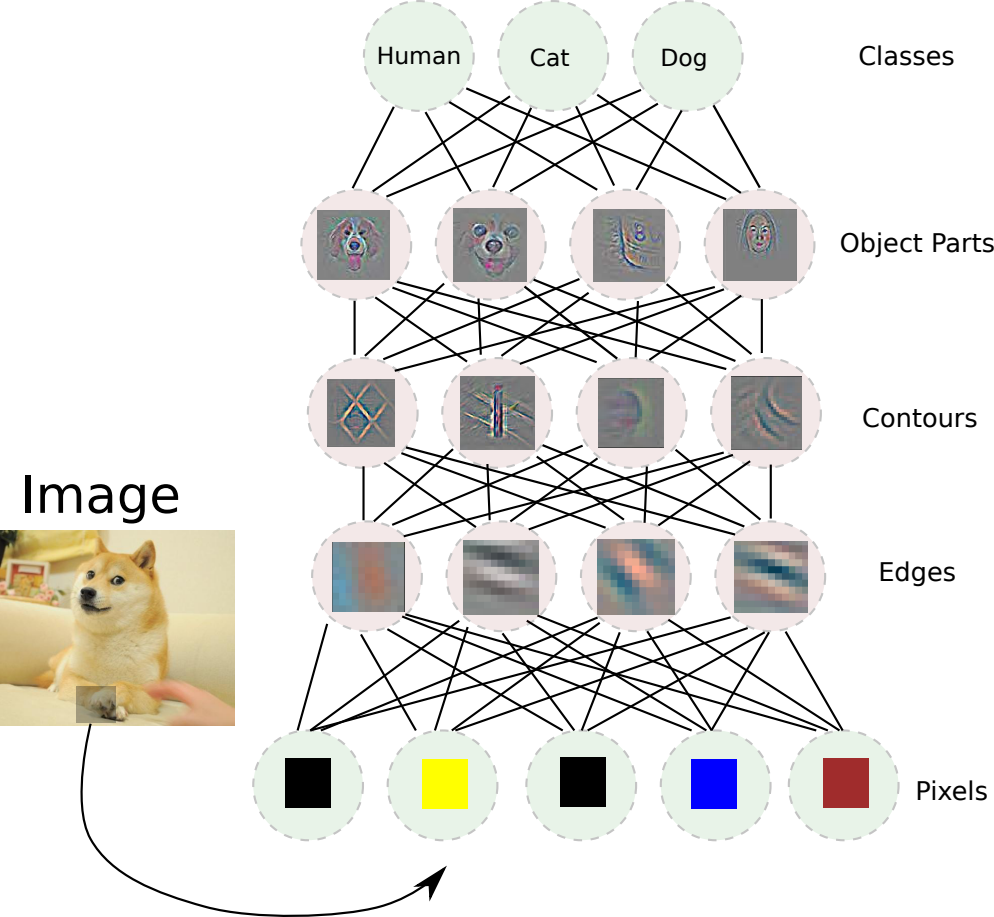 Human
Cat
Dog
Classes
Object Parts
Contours
Image
Edges
Pixels